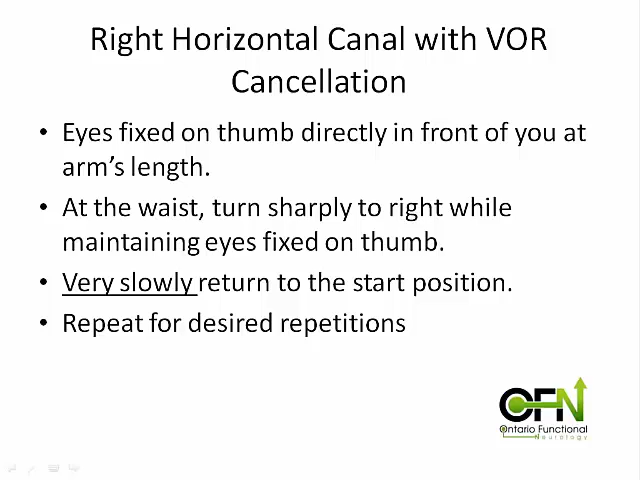 Right Horizontal Canal with VOR
Cancellation
• Eyes fixed on thumb directly in front of you at
arm’s length.
• At the waist, turn sharply to right while
maintaining eyes fixed on thumb.
• Very slowly return to the start position.
• Repeat for desired repetitions
OFN
Ontario Functional
Neurology